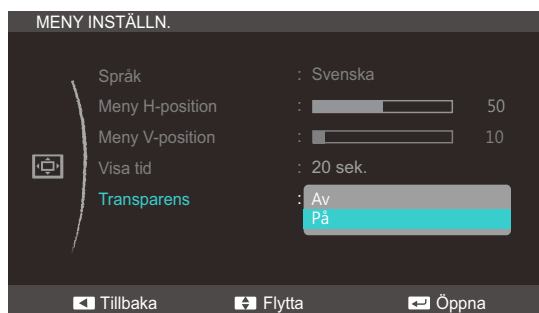 MENY INSTÄLLN.
Språk : Svenska
Meny H-position : 50
Meny V-position : 10
Visa tid : 20 sek.
Transparens : Av
På
Tillbaka Flytta Öppna